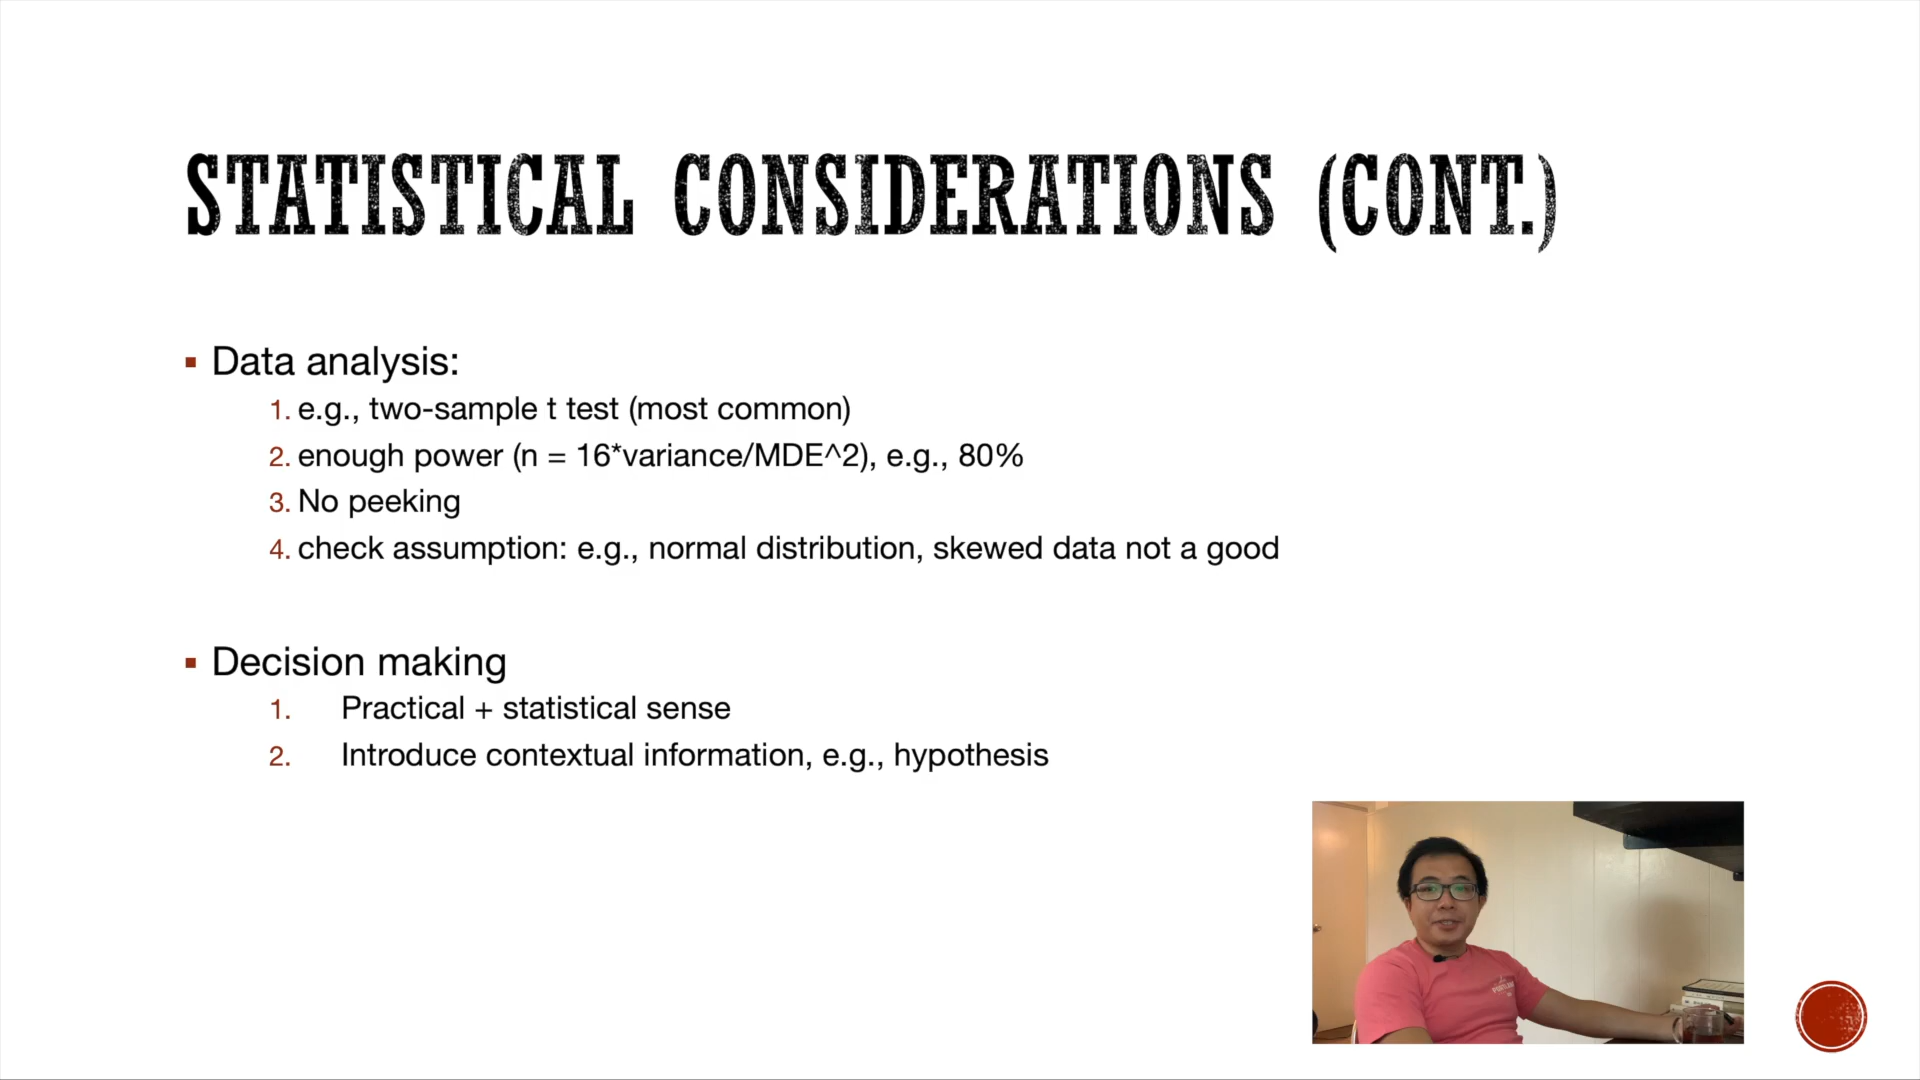 STATISTICAL CONSIDERATIONS (CONT.)
▪ Data analysis:
1. e.g., two-sample t test (most common)
2. enough power (n = 16*variance/MDE^2), e.g., 80%
3. No peeking
4. check assumption: e.g., normal distribution, skewed data not a good
▪ Decision making
1. Practical + statistical sense
2. Introduce contextual information, e.g., hypothesis